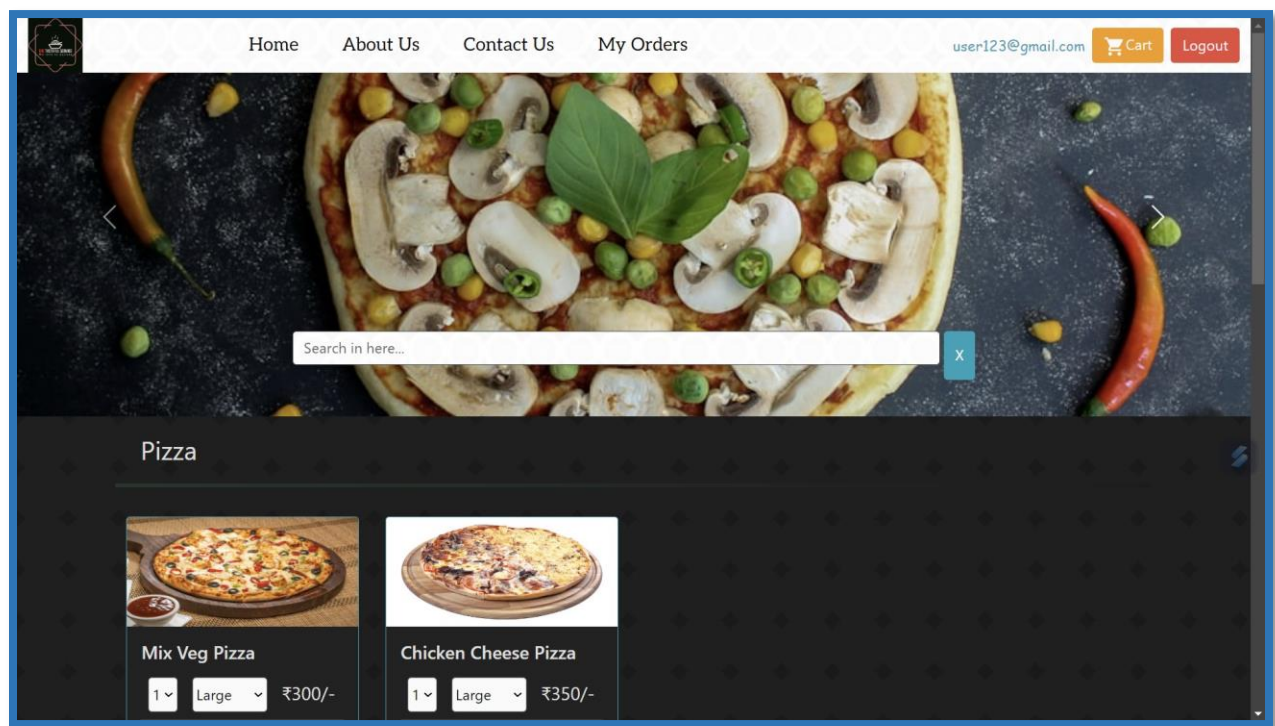 Home About Us Contact Us My Orders user123@gmail.com Cart Logout
Search in here... X
Pizza
Mix Veg Pizza Chicken Cheese Pizza
1 Large ₹300/- 1 Large ₹350/-